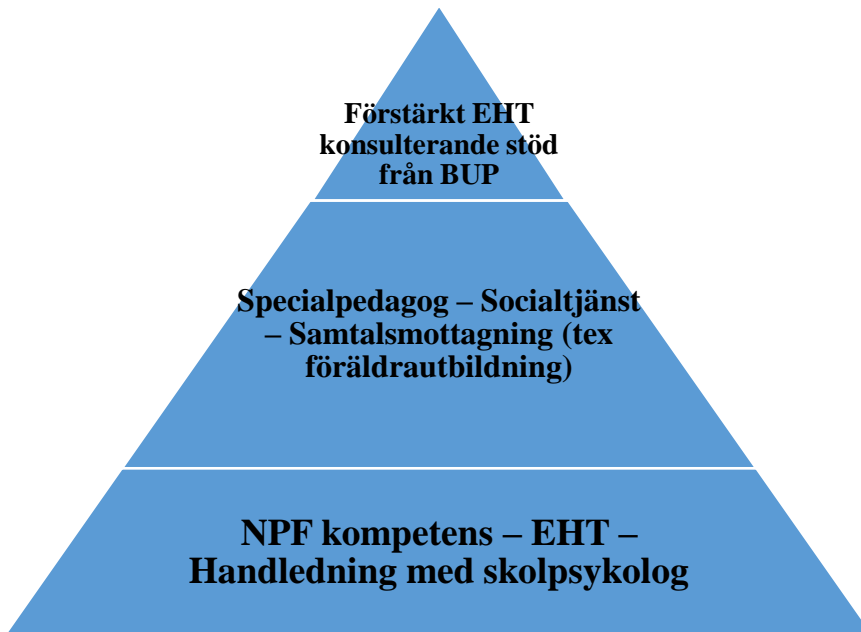 Förstärkt EHT
konsulterande stöd
från BUP
Specialpedagog – Socialtjänst
– Samtalsmottagning (tex
föräldrautbildning)
NPF kompetens – EHT –
Handledning med skolpsykolog